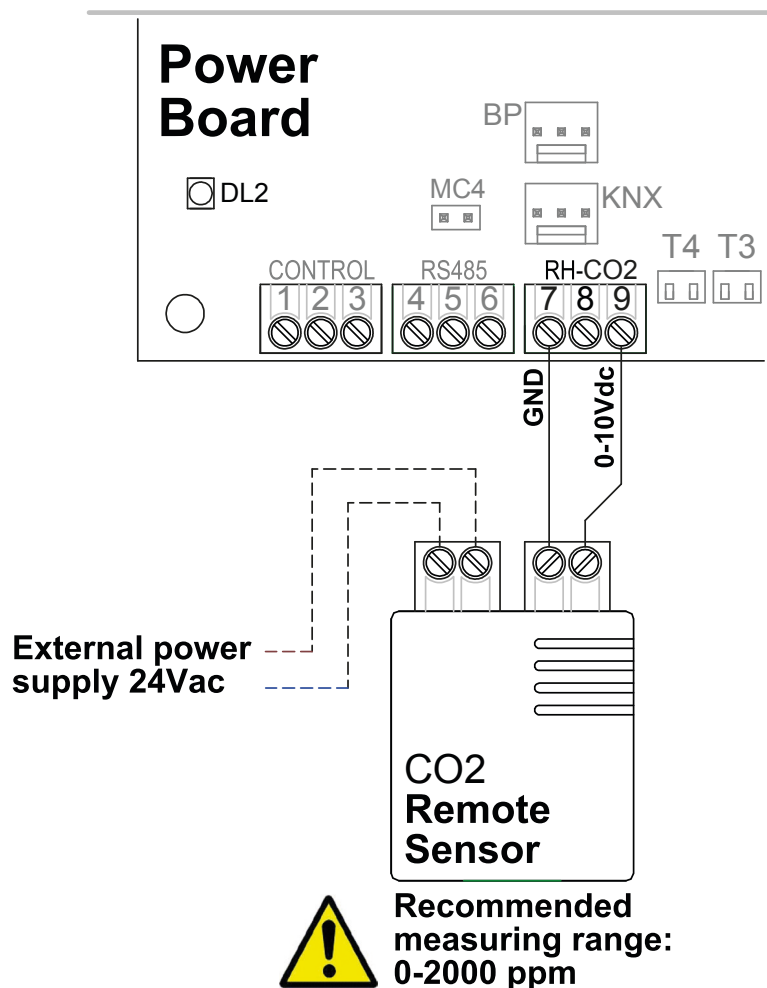 Power
Board
BP
DL2
MC4
KNX
T4 T3
CONTROL RS485 RH-CO2
1 2 3 4 5 6 7 8 9
GND
0-10Vdc
External power
supply 24Vac
CO2
Remote
Sensor
Recommended
measuring range:
0-2000 ppm